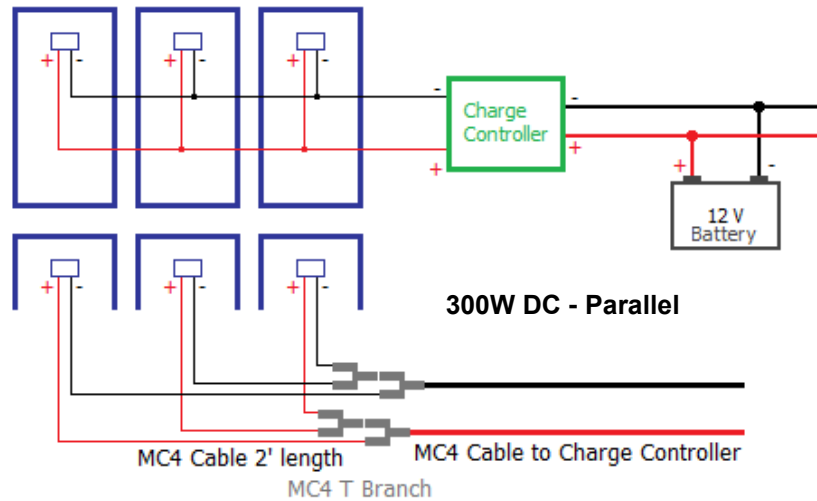 + - + - + -
-
Charge
Controller
+
-
+
+ -
12 V
Battery
+ - + - + -
300W DC - Parallel
MC4 Cable 2' length
MC4 Cable to Charge Controller
MC4 T Branch